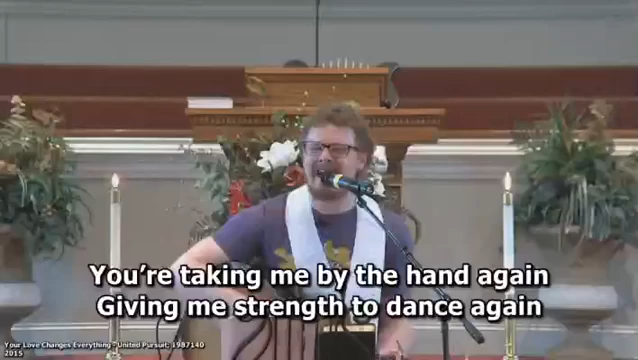 You're taking me by the hand again
Giving me strength to dance again
Your Love Changes Everything - United Pursuit, 1987140
2015